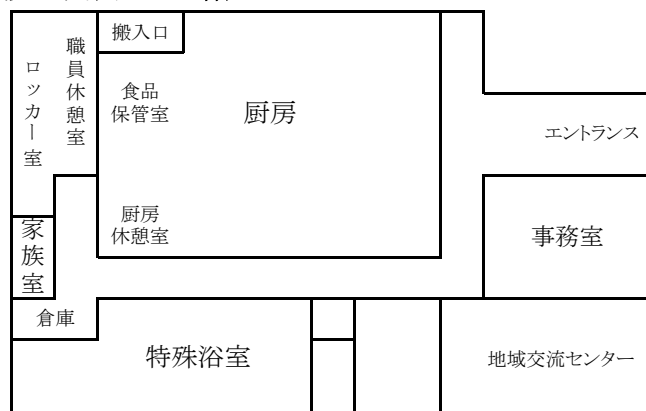 搬入口
職員休憩室
ロッカー室
食品
保管室
厨房
エントランス
厨房
休憩室
家族室
事務室
倉庫
特殊浴室
地域交流センター